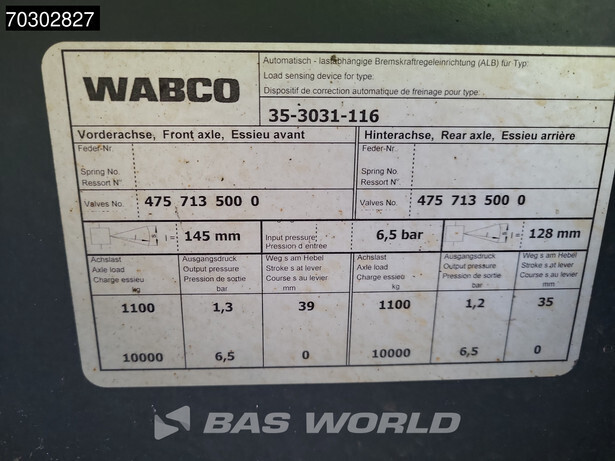 70302827
WABCO
Automatisch - lastabhängige Bremskraftregeleinrichtung (ALB) für Typ:
Load sensing device for type:
Dispositif de correction automatique de freinage pour type:
35-3031-116
Vorderachse, Front axle, Essieu avant
Hinterachse, Rear axle, Essieu arrière
Feder-Nr.
Spring No.
Ressort N°
Feder-Nr.
Spring No.
Ressort N°
Valves No. 475 713 500 0
Valves No. 475 713 500 0
l = 145 mm
Input pressure
Pression d'entrée
6,5 bar
l = 128 mm
Achslast Ausgangsdruck Weg s am Hebel Achslast Ausgangsdruck Weg s am Hebel
Axle load Output pressure Stroke s at lever Axle load Output pressure Stroke s at lever
Charge essieu Pression de sortie Course s au levier Charge essieu Pression de sortie Course s au levier
kg bar mm kg bar mm
1100 1,3 39 1100 1,2 35
10000 6,5 0 10000 6,5 0
BAS WORLD